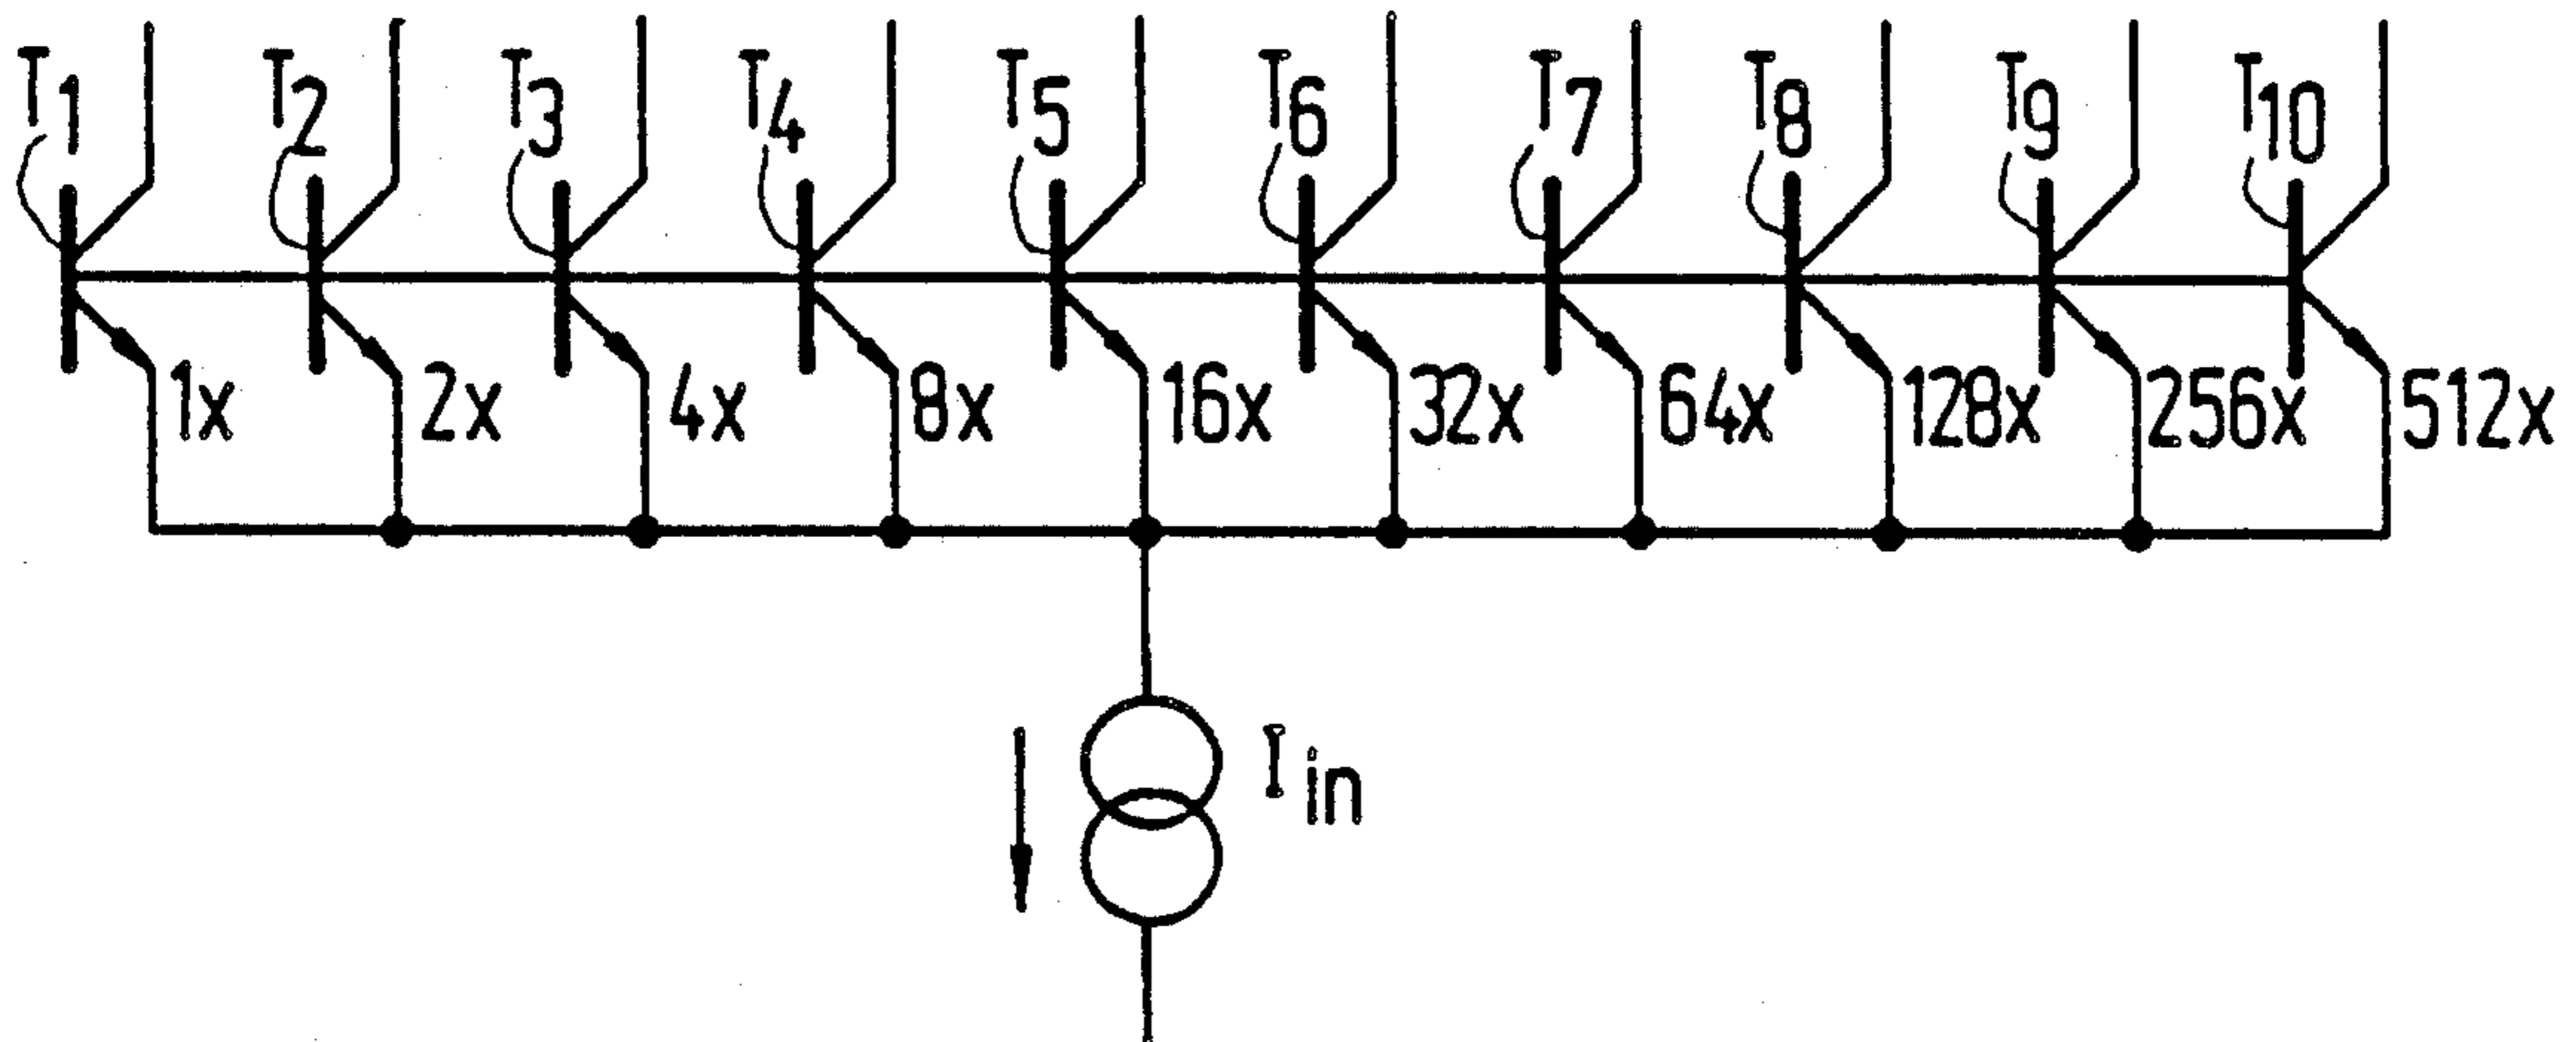 T1 T2 T3 T4 T5 T6 T7 T8 T9 T10
1x 2x 4x 8x 16x 32x 64x 128x 256x 512x
Iin